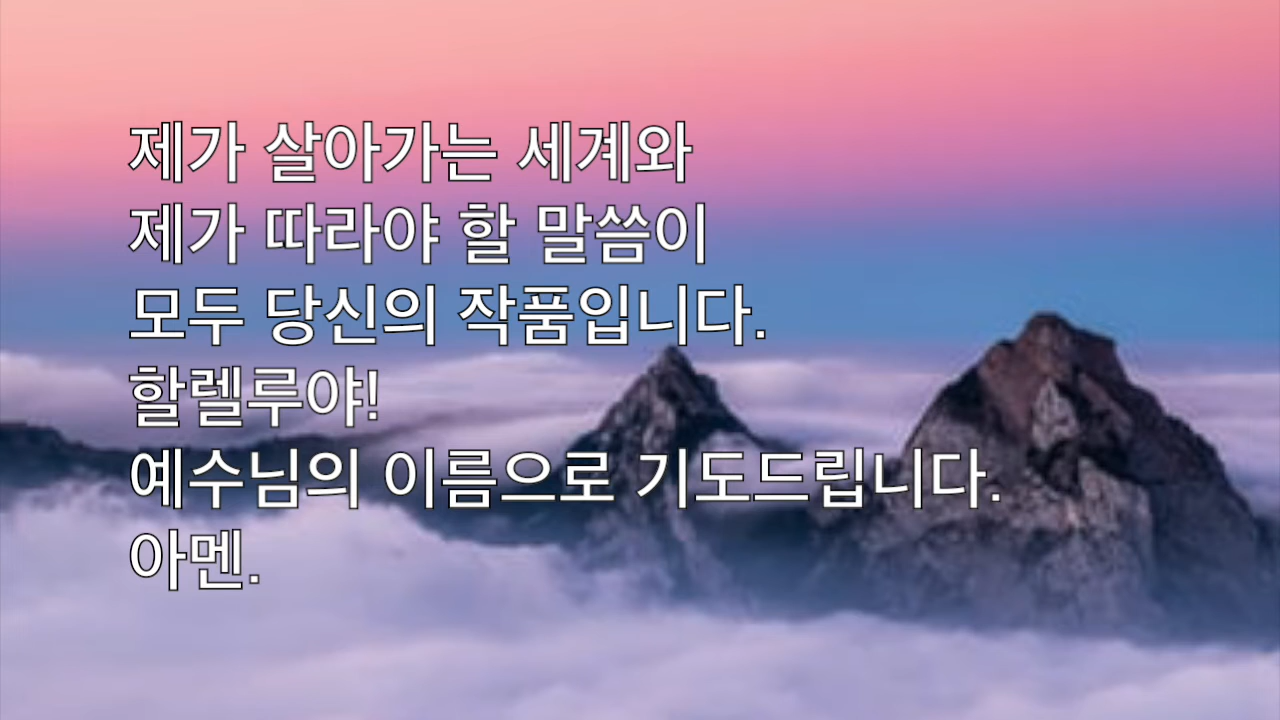 제가 살아가는 세계와
제가 따라야 할 말씀이
모두 당신의 작품입니다.
할렐루야!
예수님의 이름으로 기도드립니다.
아멘.